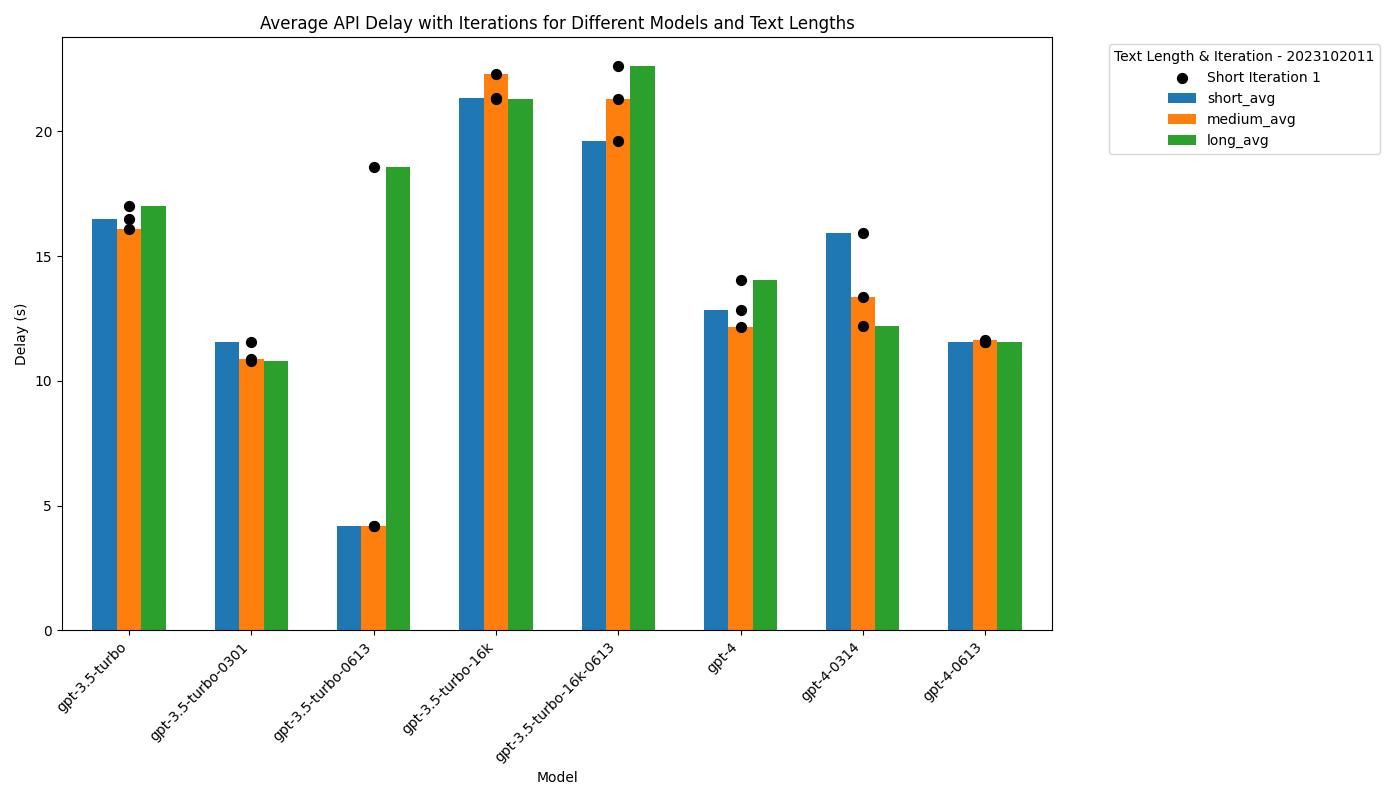 Average API Delay with Iterations for Different Models and Text Lengths
Text Length & Iteration - 2023102011
Short Iteration 1
short_avg
medium_avg
long_avg
Delay (s)
20
15
10
5
0
gpt-3.5-turbo
gpt-3.5-turbo-0301
gpt-3.5-turbo-0613
gpt-3.5-turbo-16k
gpt-3.5-turbo-16k-0613
gpt-4
gpt-4-0314
gpt-4-0613
Model